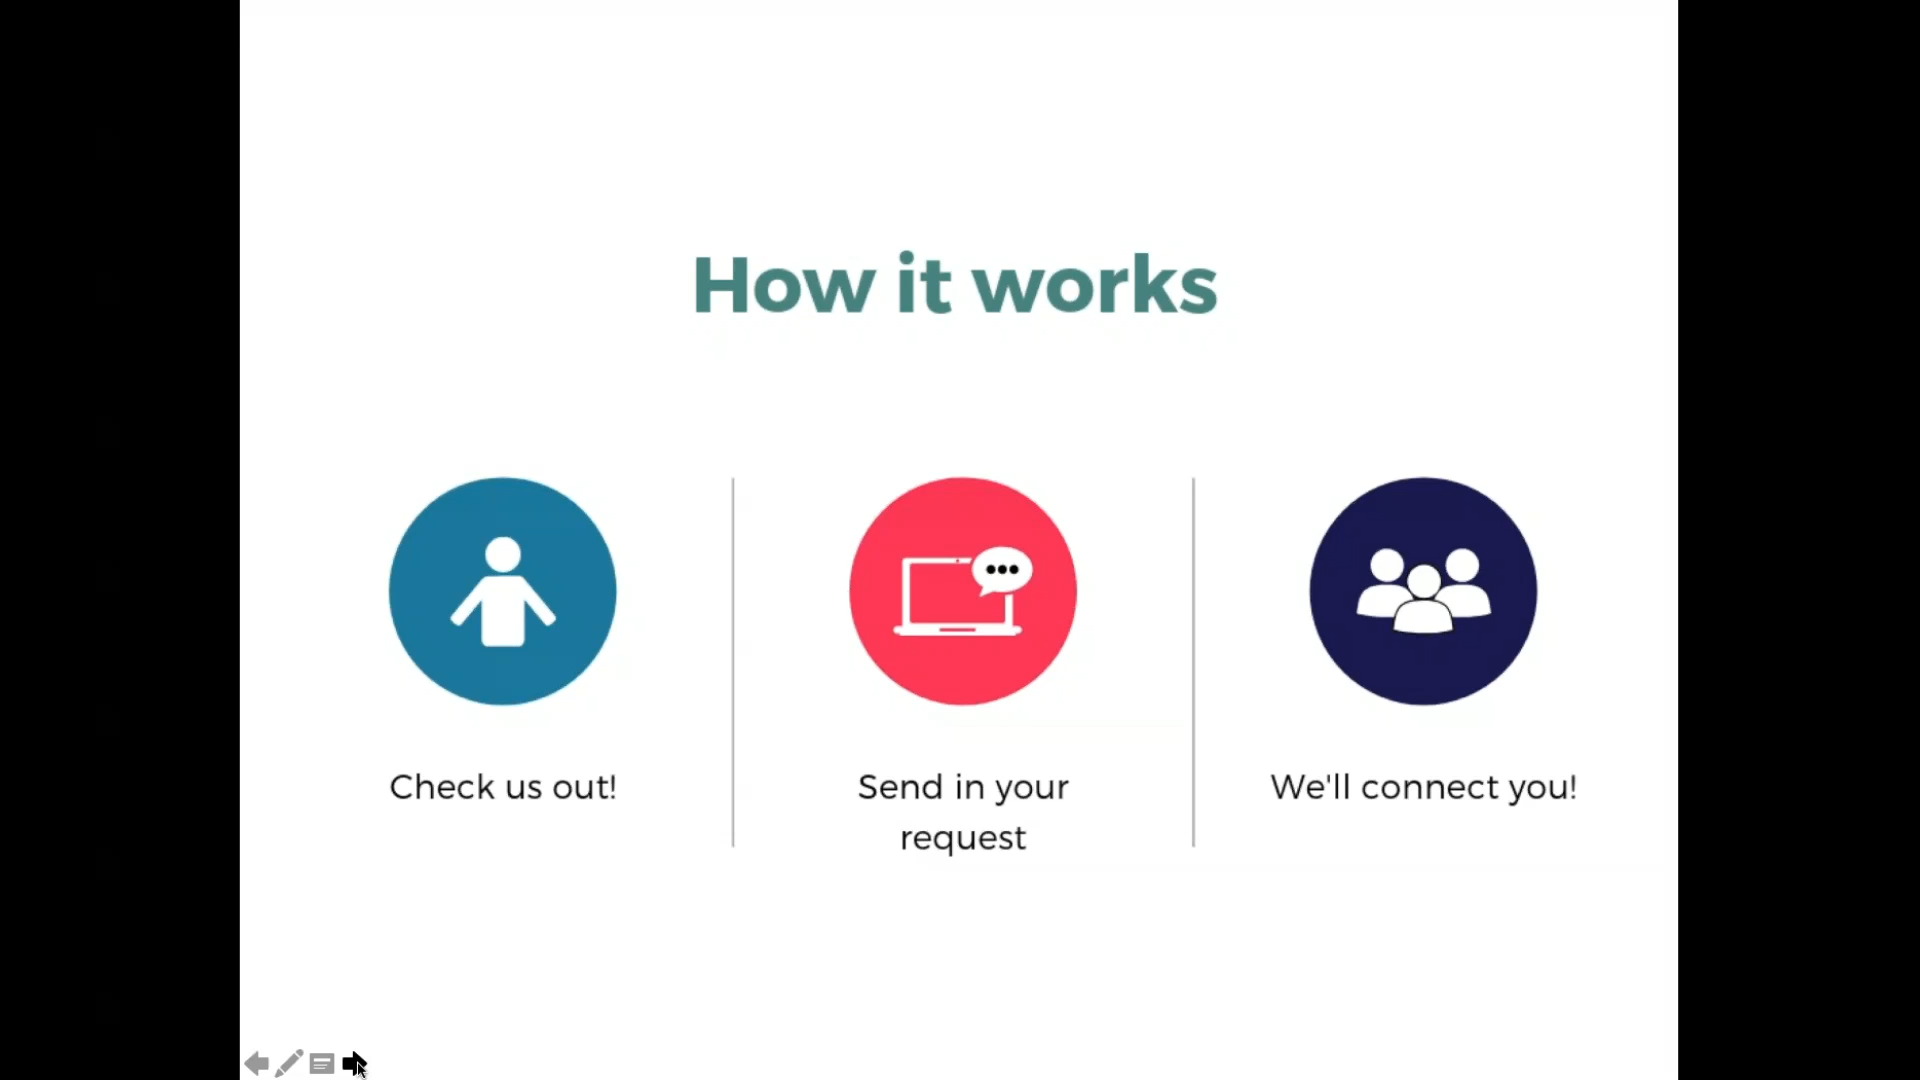 How it works
Check us out!
Send in your
request
We'll connect you!